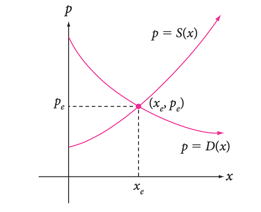 p
p = S(x)
pₑ
(xₑ, pₑ)
p = D(x)
x
xₑ